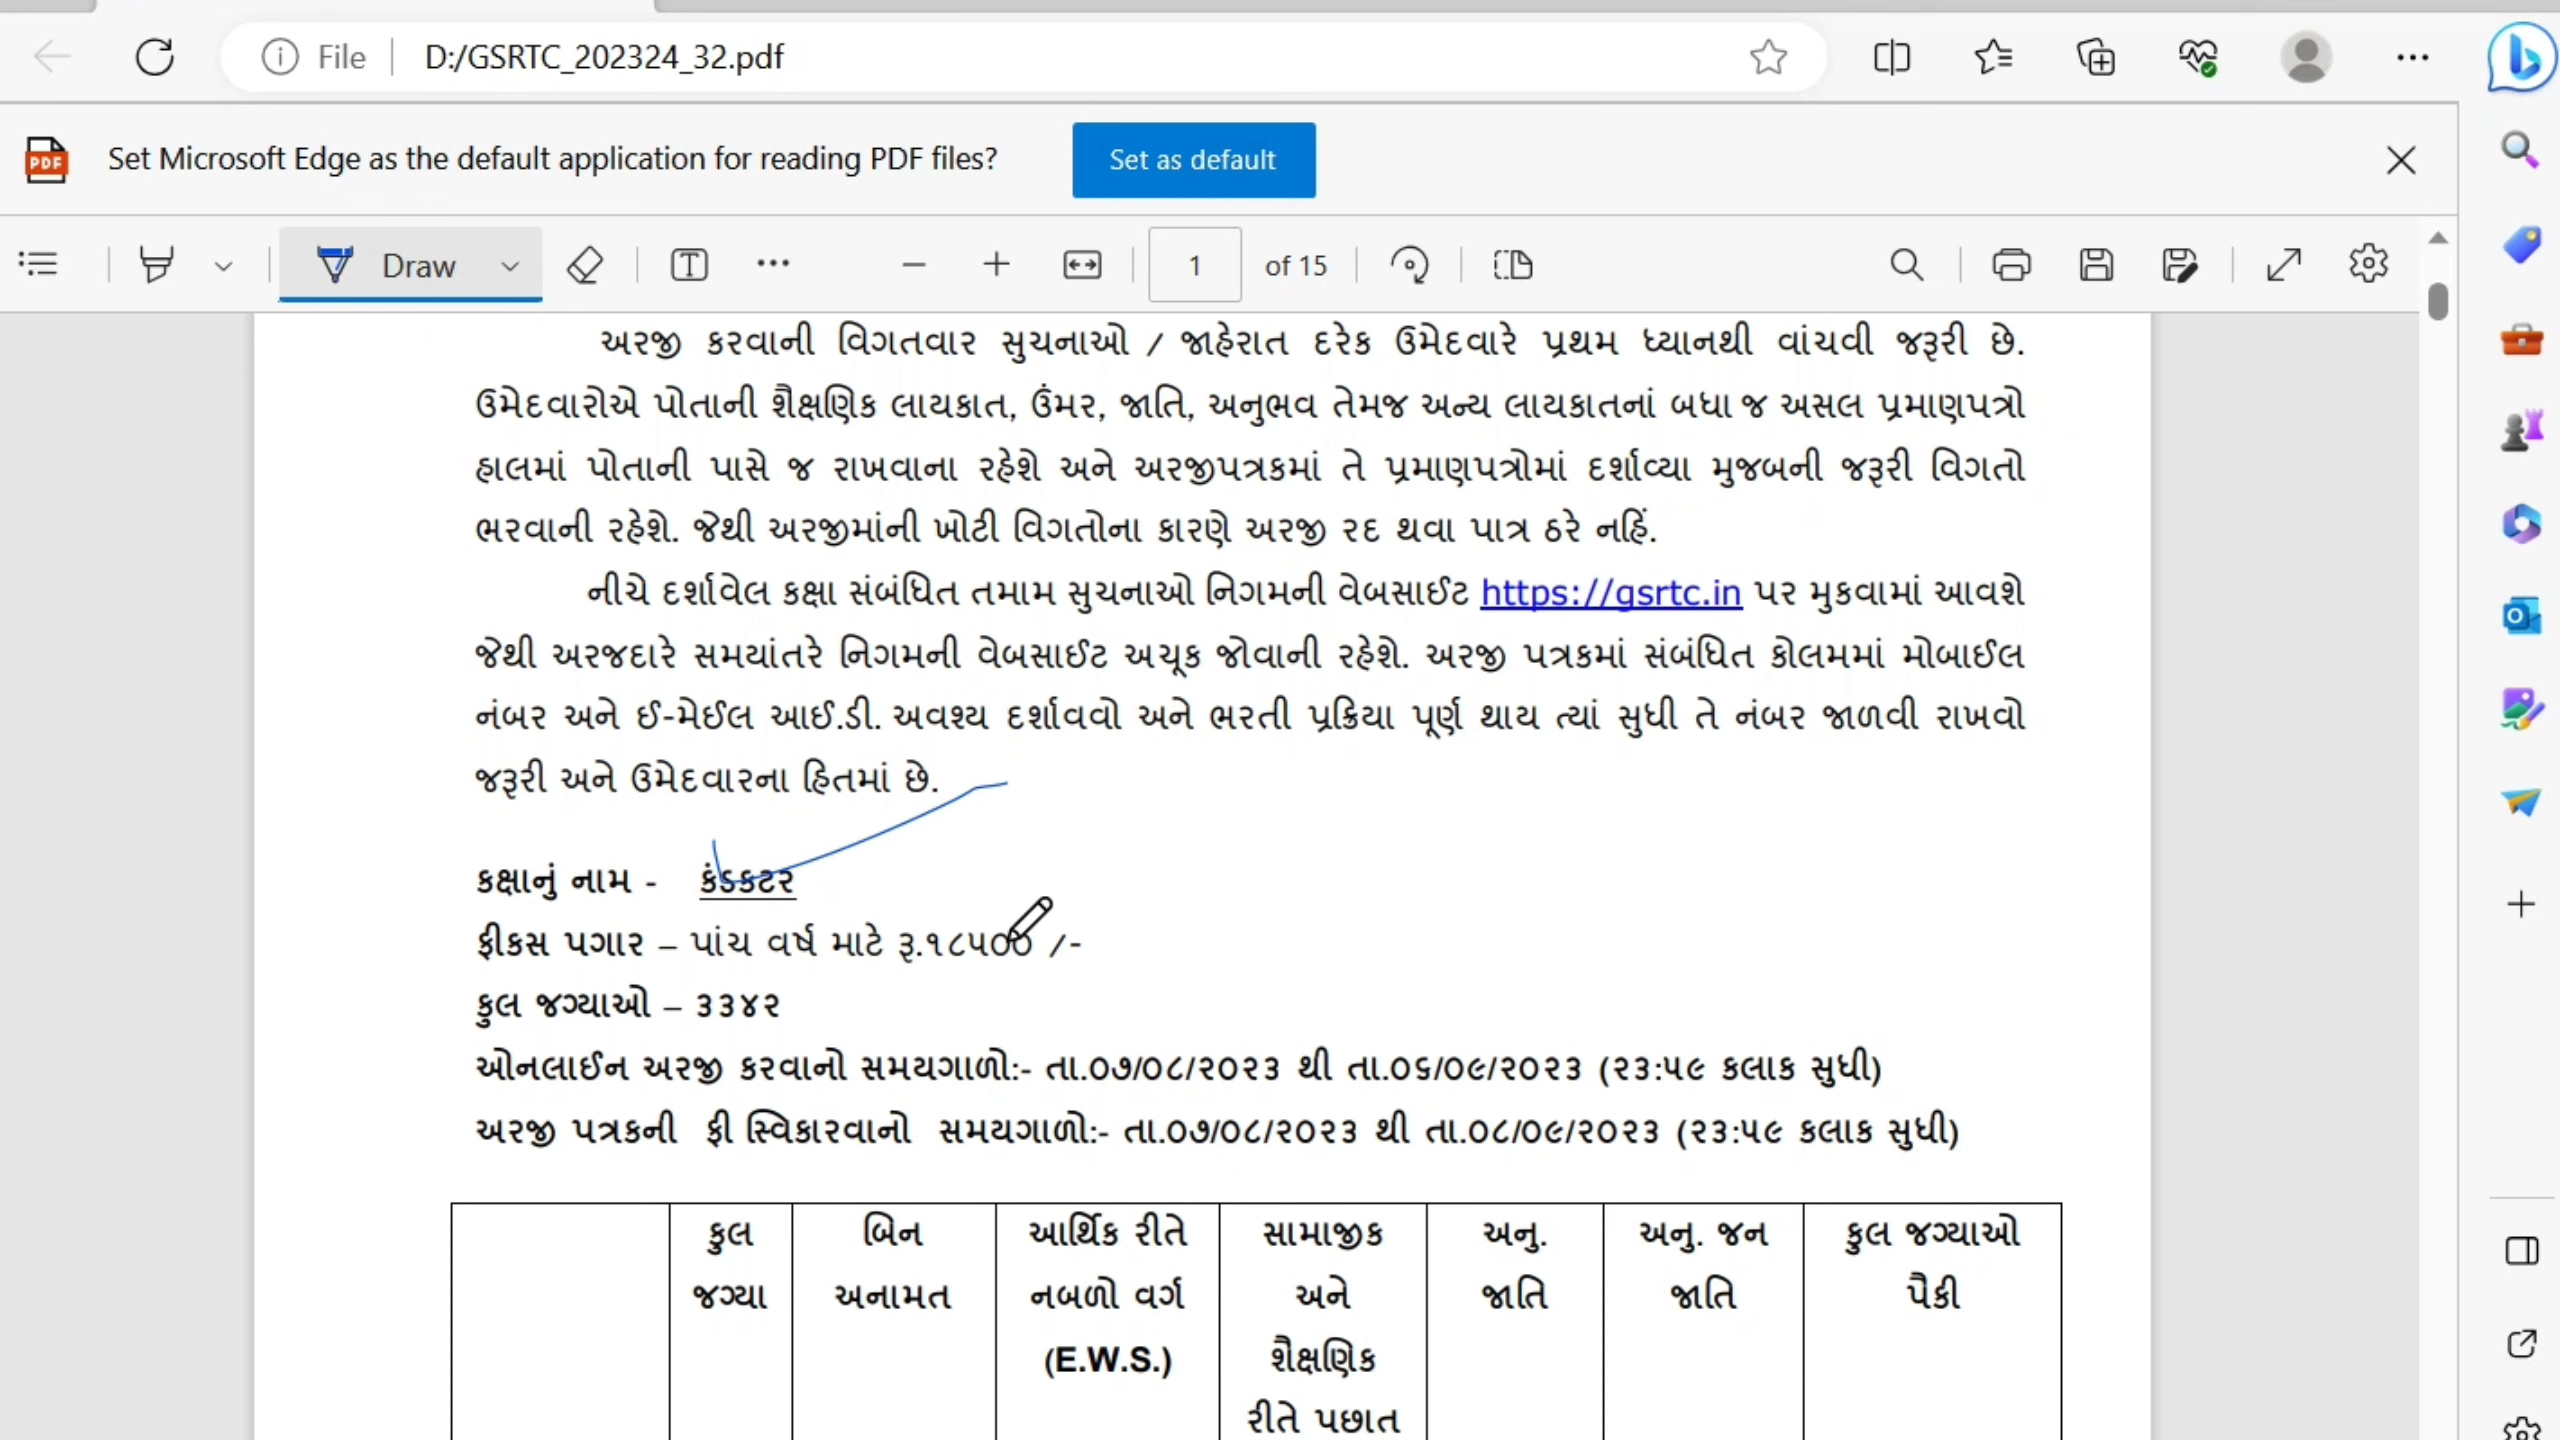 File D:/GSRTC_202324_32.pdf
Set Microsoft Edge as the default application for reading PDF files? Set as default
Draw 1 of 15
અરજી કરવાની વિગતવાર સુચનાઓ / જાહેરાત દરેક ઉમેદવારે પ્રથમ ધ્યાનથી વાંચવી જરૂરી છે.
ઉમેદવારોએ પોતાની શૈક્ષણિક લાયકાત, ઉંમર, જાતિ, અનુભવ તેમજ અન્ય લાયકાતનાં બધા જ અસલ પ્રમાણપત્રો
હાલમાં પોતાની પાસે જ રાખવાના રહેશે અને અરજીપત્રકમાં તે પ્રમાણપત્રોમાં દર્શાવ્યા મુજબની જરૂરી વિગતો
ભરવાની રહેશે. જેથી અરજીમાંની ખોટી વિગતોના કારણે અરજી રદ થવા પાત્ર ઠરે નહિં.
નીચે દર્શાવેલ કક્ષા સંબંધિત તમામ સુચનાઓ નિગમની વેબસાઈટ https://gsrtc.in પર મુકવામાં આવશે
જેથી અરજદારે સમયાંતરે નિગમની વેબસાઈટ અચૂક જોવાની રહેશે. અરજી પત્રકમાં સંબંધિત કોલમમાં મોબાઈલ
નંબર અને ઈ-મેઈલ આઈ.ડી. અવશ્ય દર્શાવવો અને ભરતી પ્રક્રિયા પૂર્ણ થાય ત્યાં સુધી તે નંબર જાળવી રાખવો
જરૂરી અને ઉમેદવારના હિતમાં છે.
કક્ષાનું નામ - કંડકટર
ફીકસ પગાર – પાંચ વર્ષ માટે રૂ.૧૮૫૦૦ /-
કુલ જગ્યાઓ – ૩૩૪૨
ઓનલાઈન અરજી કરવાનો સમયગાળો:- તા.૦૭/૦૮/૨૦૨૩ થી તા.૦૬/૦૯/૨૦૨૩ (૨૩:૫૯ કલાક સુધી)
અરજી પત્રકની ફી સ્વિકારવાનો સમયગાળો:- તા.૦૭/૦૮/૨૦૨૩ થી તા.૦૮/૦૯/૨૦૨૩ (૨૩:૫૯ કલાક સુધી)
કુલ બિન આર્થિક રીતે સામાજીક અનુ. અનુ. જન કુલ જગ્યાઓ
જગ્યા અનામત નબળો વર્ગ અને જાતિ જાતિ પૈકી
(E.W.S.) શૈક્ષણિક
રીતે પછાત